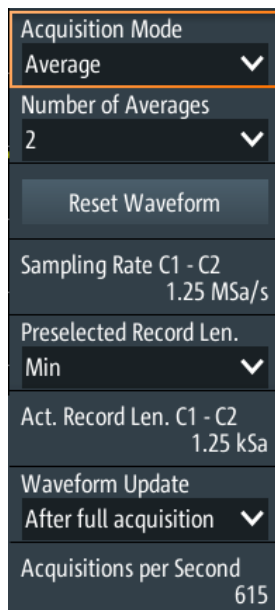 Acquisition Mode
Average
Number of Averages
2
Reset Waveform
Sampling Rate C1 - C2
1.25 MSa/s
Preselected Record Len.
Min
Act. Record Len. C1 - C2
1.25 kSa
Waveform Update
After full acquisition
Acquisitions per Second
615